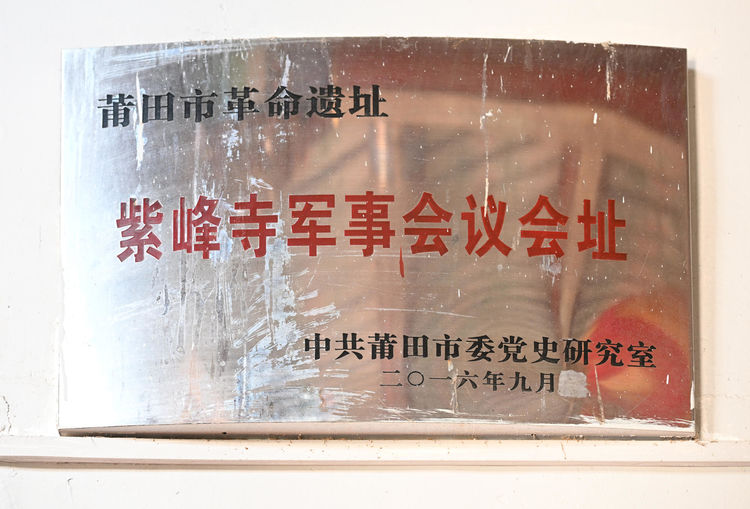 莆田市革命遗址
紫峰寺军事会议会址
中共莆田市委党史研究室
二〇一六年九月